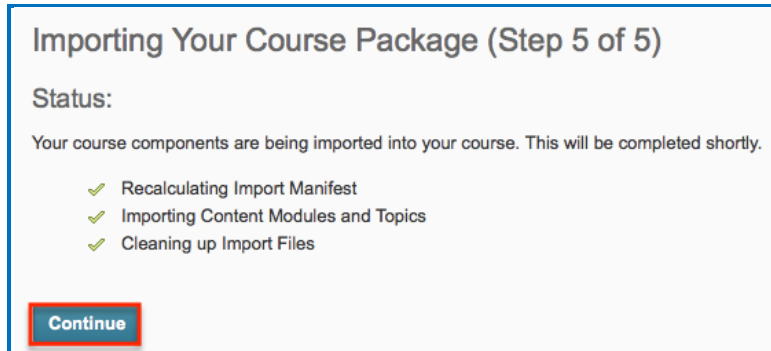 Importing Your Course Package (Step 5 of 5)
Status:
Your course components are being imported into your course. This will be completed shortly.
Recalculating Import Manifest
Importing Content Modules and Topics
Cleaning up Import Files
Continue